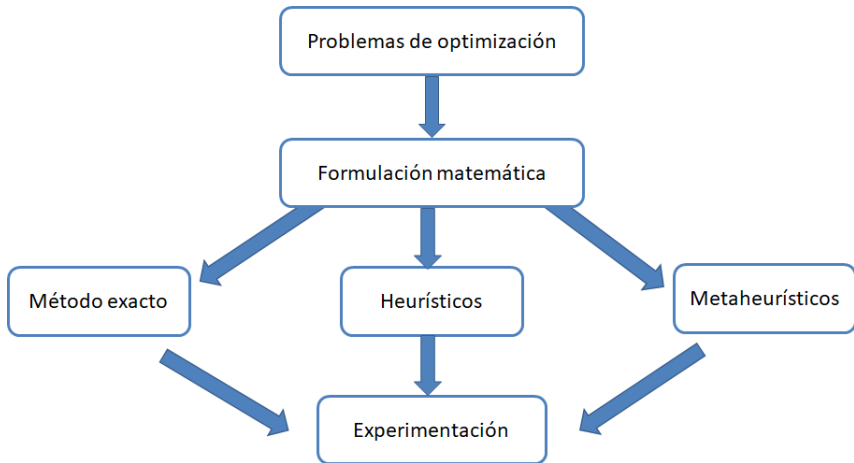 Problemas de optimización
Formulación matemática
Método exacto
Heurísticos
Metaheurísticos
Experimentación